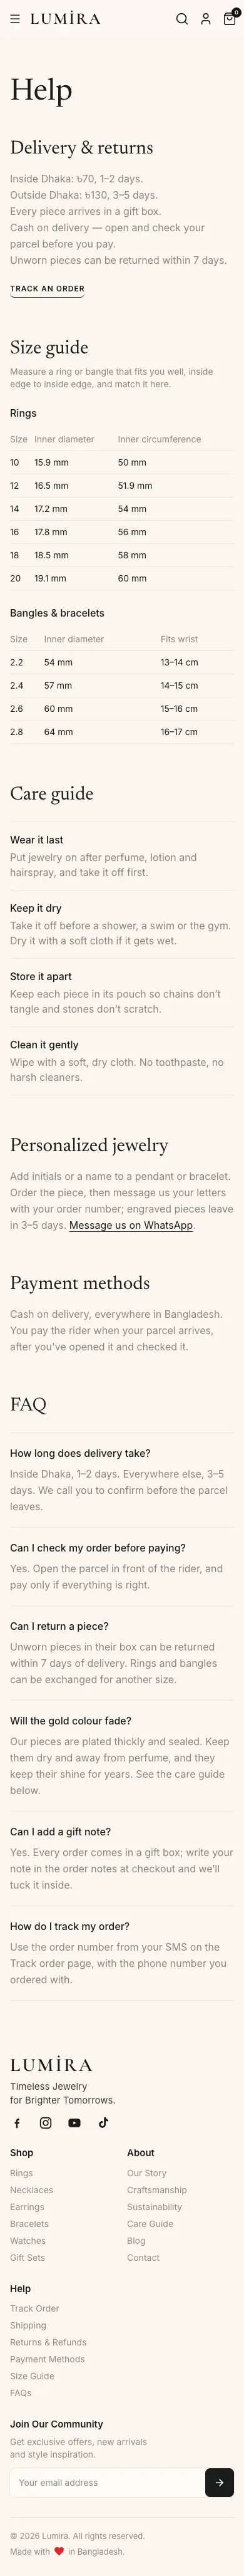 LUMIRA
0
Help
Delivery & returns
Inside Dhaka: ৳70, 1–2 days.
Outside Dhaka: ৳130, 3–5 days.
Every piece arrives in a gift box.
Cash on delivery — open and check your
parcel before you pay.
Unworn pieces can be returned within 7 days.
TRACK AN ORDER
Size guide
Measure a ring or bangle that fits you well, inside
edge to inside edge, and match it here.
Rings
Size Inner diameter Inner circumference
10 15.9 mm 50 mm
12 16.5 mm 51.9 mm
14 17.2 mm 54 mm
16 17.8 mm 56 mm
18 18.5 mm 58 mm
20 19.1 mm 60 mm
Bangles & bracelets
Size Inner diameter Fits wrist
2.2 54 mm 13–14 cm
2.4 57 mm 14–15 cm
2.6 60 mm 15–16 cm
2.8 64 mm 16–17 cm
Care guide
Wear it last
Put jewelry on after perfume, lotion and
hairspray, and take it off first.
Keep it dry
Take it off before a shower, a swim or the gym.
Dry it with a soft cloth if it gets wet.
Store it apart
Keep each piece in its pouch so chains don't
tangle and stones don't scratch.
Clean it gently
Wipe with a soft, dry cloth. No toothpaste, no
harsh cleaners.
Personalized jewelry
Add initials or a name to a pendant or bracelet.
Order the piece, then message us your letters
with your order number; engraved pieces leave
in 3–5 days. Message us on WhatsApp.
Payment methods
Cash on delivery, everywhere in Bangladesh.
You pay the rider when your parcel arrives,
after you've opened it and checked it.
FAQ
How long does delivery take?
Inside Dhaka, 1–2 days. Everywhere else, 3–5
days. We call you to confirm before the parcel
leaves.
Can I check my order before paying?
Yes. Open the parcel in front of the rider, and
pay only if everything is right.
Can I return a piece?
Unworn pieces in their box can be returned
within 7 days of delivery. Rings and bangles
can be exchanged for another size.
Will the gold colour fade?
Our pieces are plated thickly and sealed. Keep
them dry and away from perfume, and they
keep their shine for years. See the care guide
below.
Can I add a gift note?
Yes. Every order comes in a gift box; write your
note in the order notes at checkout and we'll
tuck it inside.
How do I track my order?
Use the order number from your SMS on the
Track order page, with the phone number you
ordered with.
LUMIRA
Timeless Jewelry
for Brighter Tomorrows.
Shop
Rings
Necklaces
Earrings
Bracelets
Watches
Gift Sets
About
Our Story
Craftsmanship
Sustainability
Care Guide
Blog
Contact
Help
Track Order
Shipping
Returns & Refunds
Payment Methods
Size Guide
FAQs
Join Our Community
Get exclusive offers, new arrivals
and style inspiration.
Your email address
© 2026 Lumira. All rights reserved.
Made with ❤ in Bangladesh.